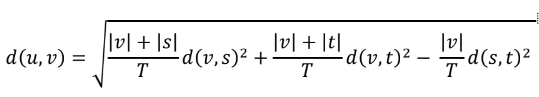 d(u, v) = √(|v| + |s| / T d(v, s)² + |v| + |t| / T d(v, t)² − |v| / T d(s, t)²)